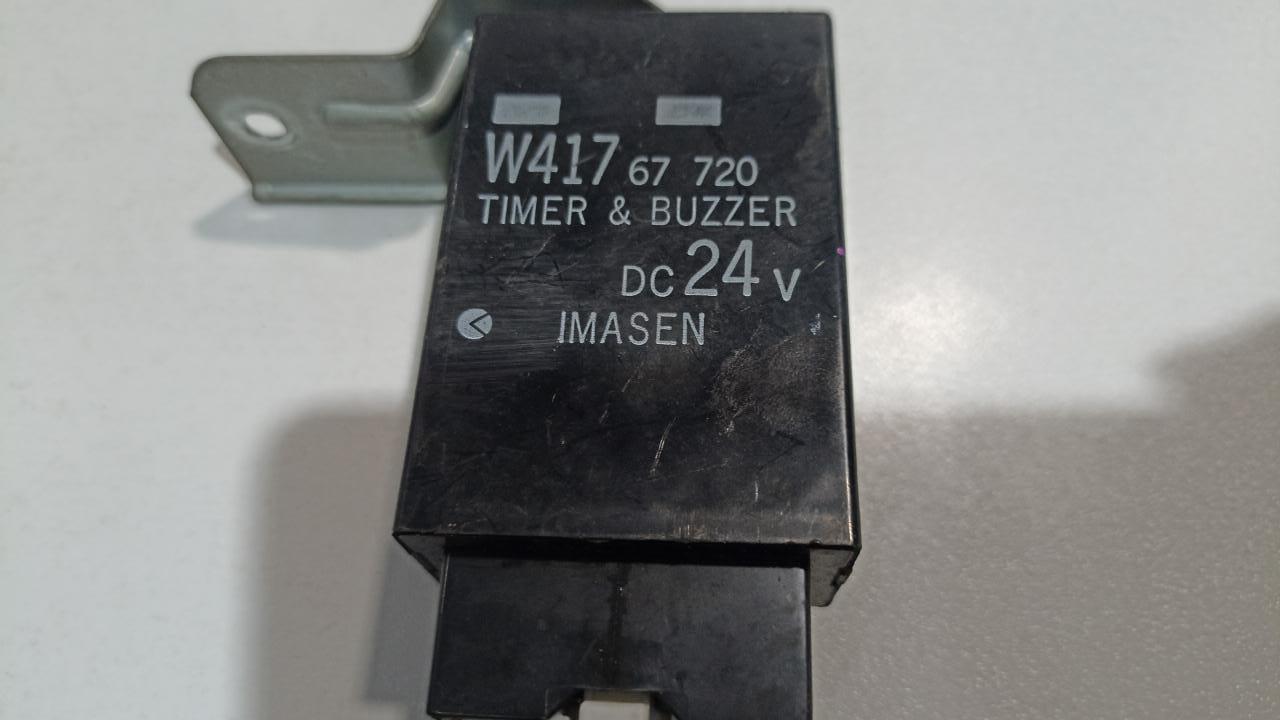 W417 67 720
TIMER & BUZZER
DC 24 V
IMASEN